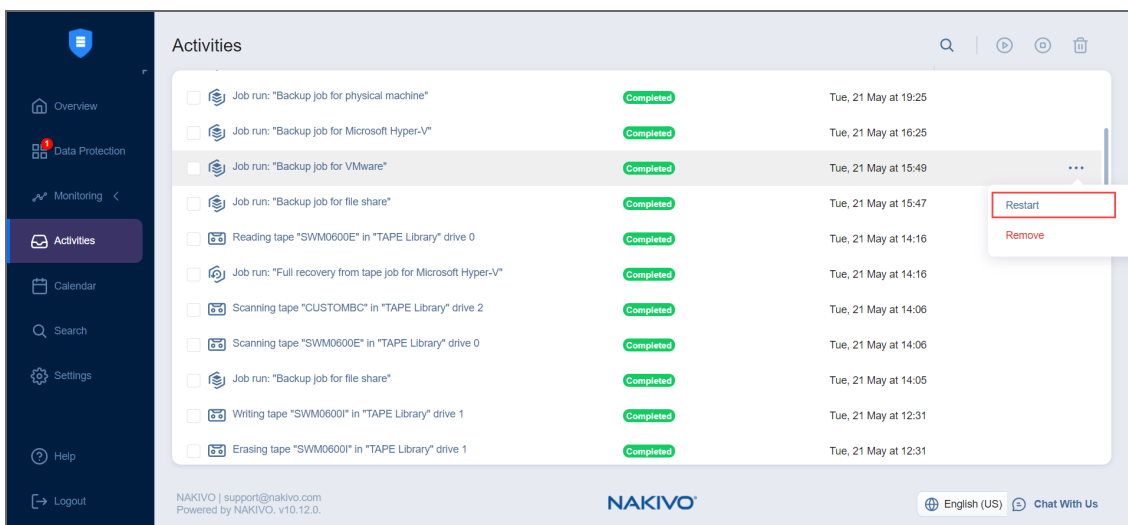 Activities
Overview
1
Data Protection
Monitoring
Activities
Calendar
Search
Settings
Help
Logout
Job run: "Backup job for physical machine" Completed Tue, 21 May at 19:25
Job run: "Backup job for Microsoft Hyper-V" Completed Tue, 21 May at 16:25
Job run: "Backup job for VMware" Completed Tue, 21 May at 15:49
Job run: "Backup job for file share" Completed Tue, 21 May at 15:47
Reading tape "SWM0600E" in "TAPE Library" drive 0 Completed Tue, 21 May at 14:16
Job run: "Full recovery from tape job for Microsoft Hyper-V" Completed Tue, 21 May at 14:16
Scanning tape "CUSTOMBC" in "TAPE Library" drive 2 Completed Tue, 21 May at 14:06
Scanning tape "SWM0600E" in "TAPE Library" drive 0 Completed Tue, 21 May at 14:06
Job run: "Backup job for file share" Completed Tue, 21 May at 14:05
Writing tape "SWM0600I" in "TAPE Library" drive 1 Completed Tue, 21 May at 12:31
Erasing tape "SWM0600I" in "TAPE Library" drive 1 Completed Tue, 21 May at 12:31
Restart
Remove
NAKIVO | support@nakivo.com
Powered by NAKIVO. v10.12.0.
NAKIVO®
English (US)
Chat With Us